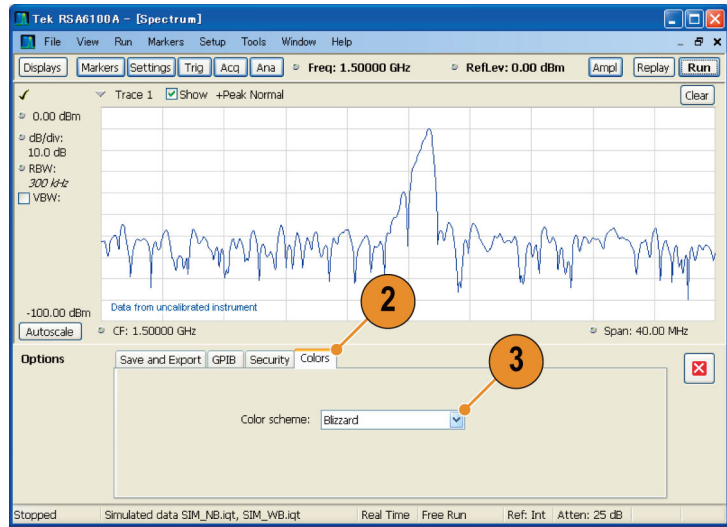 Tek RSA6100A - [Spectrum]
File View Run Markers Setup Tools Window Help
Displays Markers Settings Trig Acq Ana Freq: 1.50000 GHz RefLev: 0.00 dBm Ampl Replay Run
Trace 1 Show +Peak Normal Clear
0.00 dBm
dB/div:
10.0 dB
RBW:
300 kHz
VBW:
-100.00 dBm
Data from uncalibrated instrument
2
Autoscale CF: 1.50000 GHz Span: 40.00 MHz
Options Save and Export GPIB Security Colors
3
Color scheme: Blizzard
Stopped Simulated data SIM_NB.iqt, SIM_WB.iqt Real Time Free Run Ref: Int Atten: 25 dB